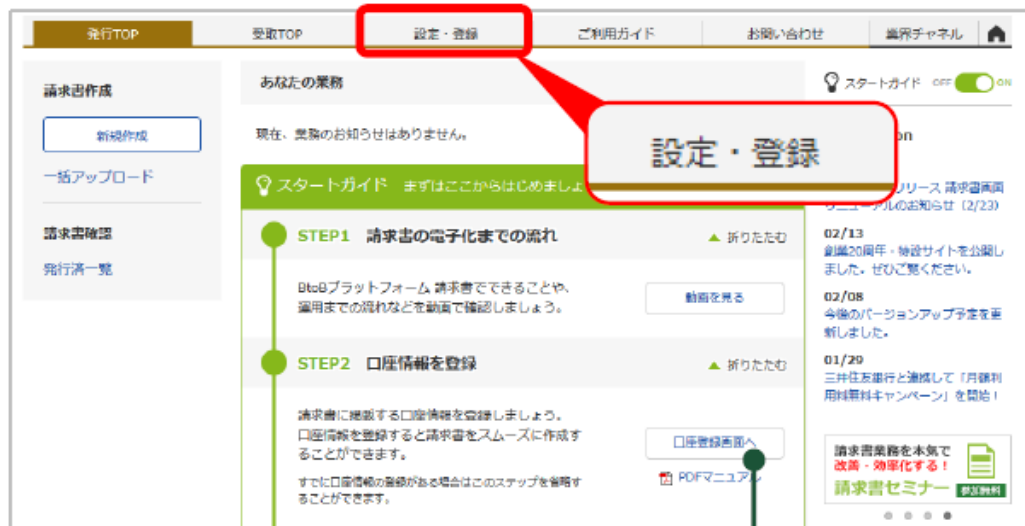 発行TOP
受取TOP
設定・登録
ご利用ガイド
お問い合わせ
業界チャネル
請求書作成
新規作成
一括アップロード
請求書確認
発行済一覧
あなたの業務
現在、業務のお知らせはありません。
スタートガイド まずはここからはじめましょ
STEP1 請求書の電子化までの流れ
折りたたむ
BtoBプラットフォーム 請求書でできることや、
運用までの流れなどを動画で確認しましょう。
動画を見る
STEP2 口座情報を登録
折りたたむ
請求書に掲載する口座情報を登録しましょう。
口座情報を登録すると請求書をスムーズに作成す
ることができます。
すでに口座情報の登録がある場合はこのステップを省略す
ることができます。
口座登録画面へ
PDFマニュアル
設定・登録
スタートガイド OFF ON
on
リリース 請求書画面
リニューアルのお知らせ（2/23）
02/13
創業20周年・特設サイトを公開し
ました。ぜひご覧ください。
02/08
今後のバージョンアップ予定を更
新しました。
01/29
三井住友銀行と連携して「月額利
用料無料キャンペーン」を開始！
請求書業務を本気で
改善・効率化する！
請求書セミナー 参加無料